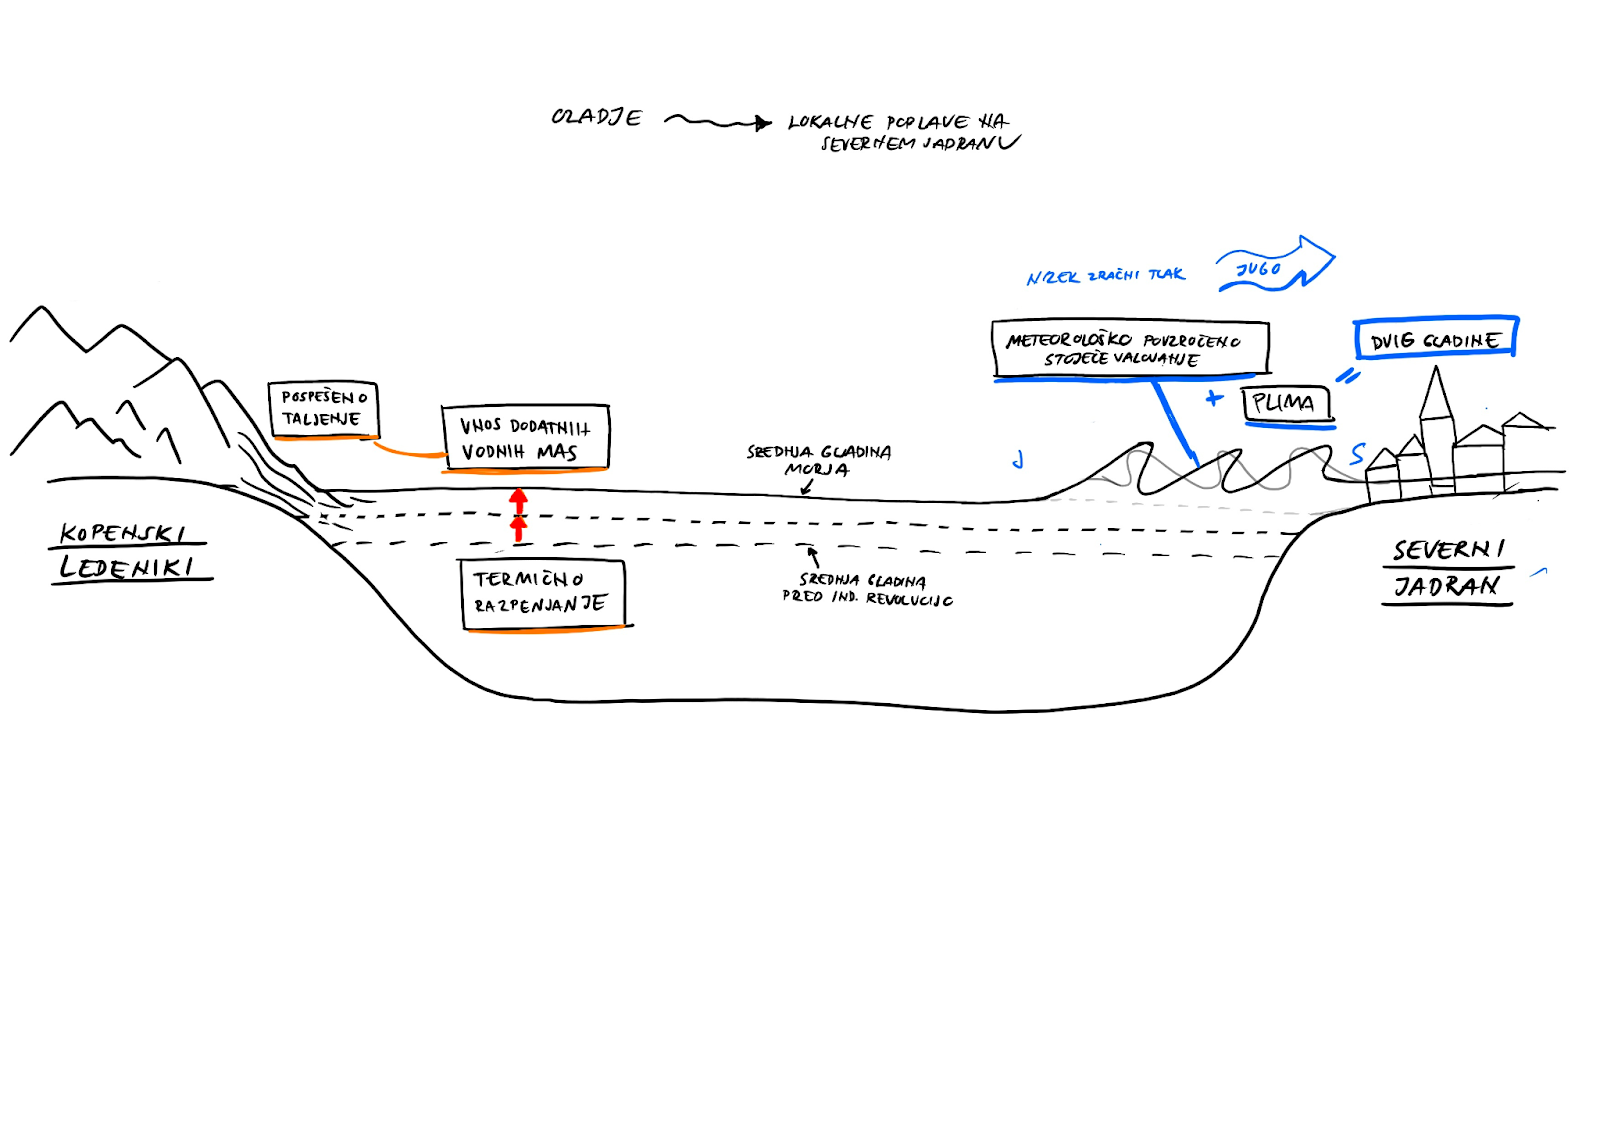 OZADJE
LOKALNE POPLAVE NA
SEVERNEM JADRANU
NIZEK ZRAČNI TLAK
JUGO
METEOROLOŠKO POVZROČENO
STOJEČE VALOVANJE
DVIG GLADINE
=
+
PLIMA
POSPEŠENO
TALJENJE
VNOS DODATNIH
VODNIH MAS
SREDNJA GLADINA
MORJA
J
S
KOPENSKI
LEDENIKI
TERMIČNO
RAZPENJANJE
SREDNJA GLADINA
PRED IND. REVOLUCIJO
SEVERNI
JADRAN